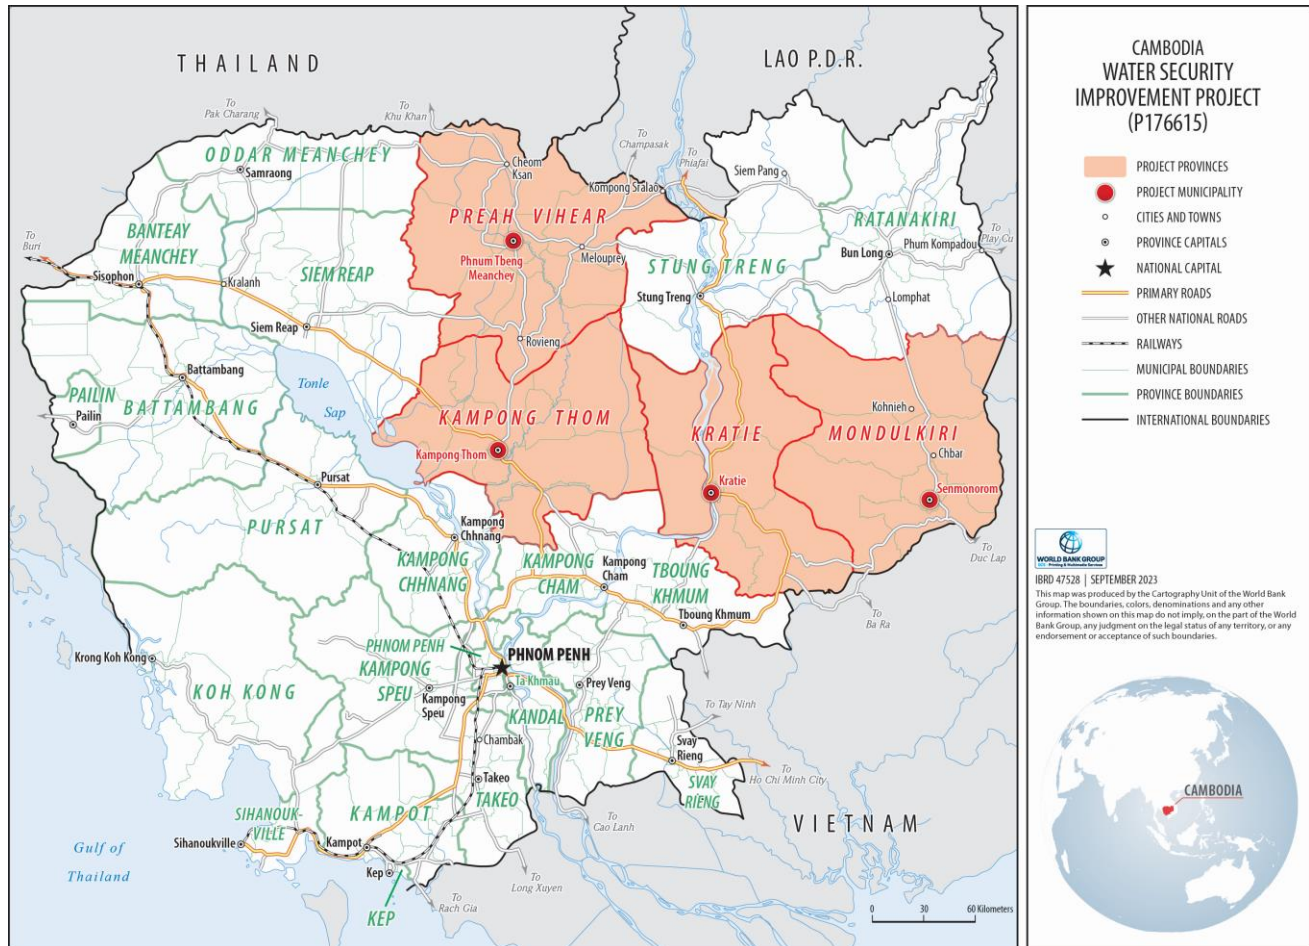 THAILAND
LAO P.D.R.
To
Pak Charang
To
Khu Khan
To
Champasak
To
Phiafai
ODDAR MEANCHEY
Samraong
Cheom
Ksan
Kompong Sralao
Siem Pang
RATANAKIRI
PREAH VIHEAR
BANTEAY
MEANCHEY
To
Buri
Sisophon
Kralanh
SIEM REAP
Siem Reap
Phnum Tbeng
Meanchey
Melouprey
STUNG TRENG
Stung Treng
Bun Long
Phum Kompadou
To
Play Cu
Lomphat
Rovieng
Battambang
Tonle
Sap
PAILIN
Pailin
BATTAMBANG
KAMPONG THOM
Kampong Thom
KRATIE
Kratie
Kohnieh
MONDULKIRI
Chbar
Senmonorom
To
Duc Lap
Pursat
PURSAT
Kampong
Chhnang
KAMPONG
CHHNANG
KAMPONG
CHAM
Kampong
Cham
TBOUNG
KHMUM
Tboung Khmum
To
Ba Ra
Krong Koh Kong
KOH KONG
PHNOM PENH
PHNOM PENH
KAMPONG
SPEU
Kampong
Speu
Ta Khmau
KANDAL
Prey Veng
PREY
VENG
To Tay Ninh
Svay
Rieng
To
Ho Chi Minh City
SVAY
RIENG
Chambak
Takeo
TAKEO
SIHANOUK-
VILLE
KAMPOT
Sihanoukville
Kampot
Kep
KEP
To
Rach Gia
To
Long Xuyen
To
Cao Lanh
VIETNAM
Gulf of
Thailand
0 30 60 Kilometers
CAMBODIA
WATER SECURITY
IMPROVEMENT PROJECT
(P176615)
PROJECT PROVINCES
PROJECT MUNICIPALITY
CITIES AND TOWNS
PROVINCE CAPITALS
NATIONAL CAPITAL
PRIMARY ROADS
OTHER NATIONAL ROADS
RAILWAYS
MUNICIPAL BOUNDARIES
PROVINCE BOUNDARIES
INTERNATIONAL BOUNDARIES
WORLD BANK GROUP
Printing & Multimedia Services
IBRD 47528 | SEPTEMBER 2023
This map was produced by the Cartography Unit of the World Bank
Group. The boundaries, colors, denominations and any other
information shown on this map do not imply, on the part of the World
Bank Group, any judgment on the legal status of any territory, or any
endorsement or acceptance of such boundaries.
CAMBODIA